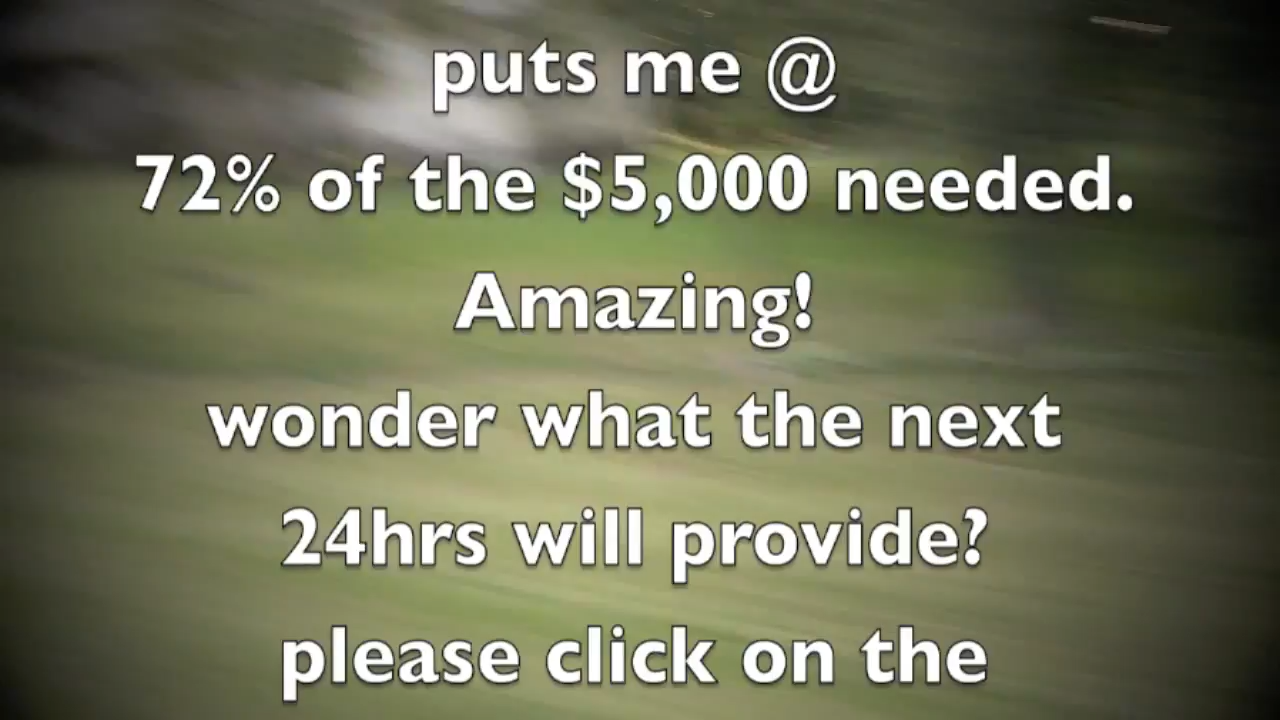 puts me @
72% of the $5,000 needed.
Amazing!
wonder what the next
24hrs will provide?
please click on the